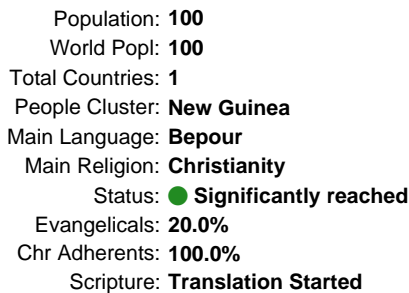 Population: 100
World Popl: 100
Total Countries: 1
People Cluster: New Guinea
Main Language: Bepour
Main Religion: Christianity
Status: Significantly reached
Evangelicals: 20.0%
Chr Adherents: 100.0%
Scripture: Translation Started